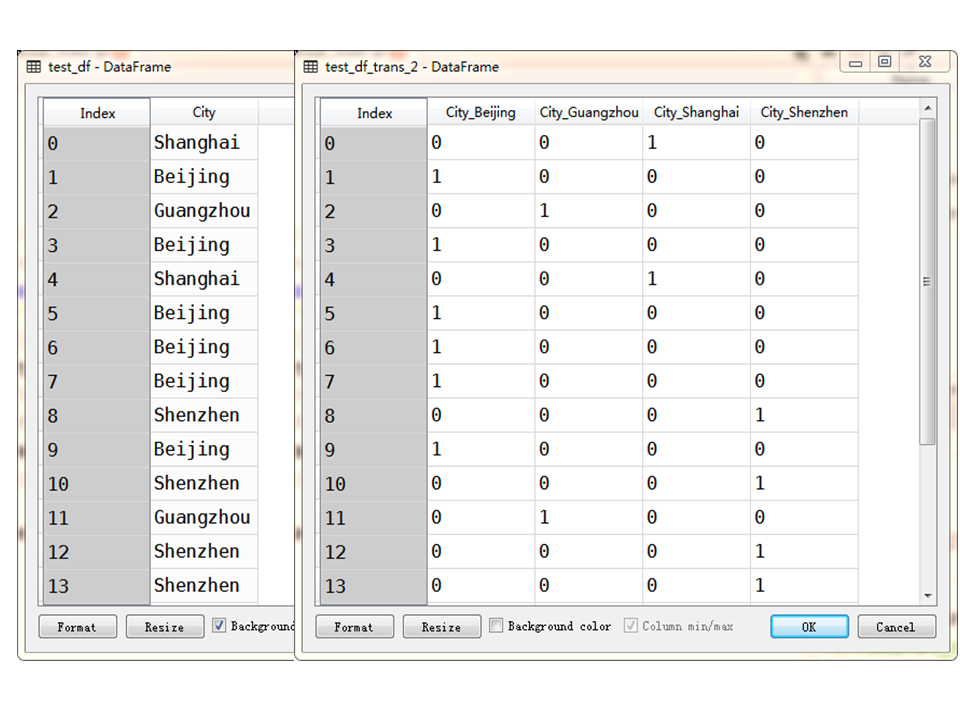 test_df - DataFrame
Index City
0 Shanghai
1 Beijing
2 Guangzhou
3 Beijing
4 Shanghai
5 Beijing
6 Beijing
7 Beijing
8 Shenzhen
9 Beijing
10 Shenzhen
11 Guangzhou
12 Shenzhen
13 Shenzhen
Format Resize Background
test_df_trans_2 - DataFrame
Index City_Beijing City_Guangzhou City_Shanghai City_Shenzhen
0 0 0 1 0
1 1 0 0 0
2 0 1 0 0
3 1 0 0 0
4 0 0 1 0
5 1 0 0 0
6 1 0 0 0
7 1 0 0 0
8 0 0 0 1
9 1 0 0 0
10 0 0 0 1
11 0 1 0 0
12 0 0 0 1
13 0 0 0 1
Format Resize Background color Column min/max OK Cancel